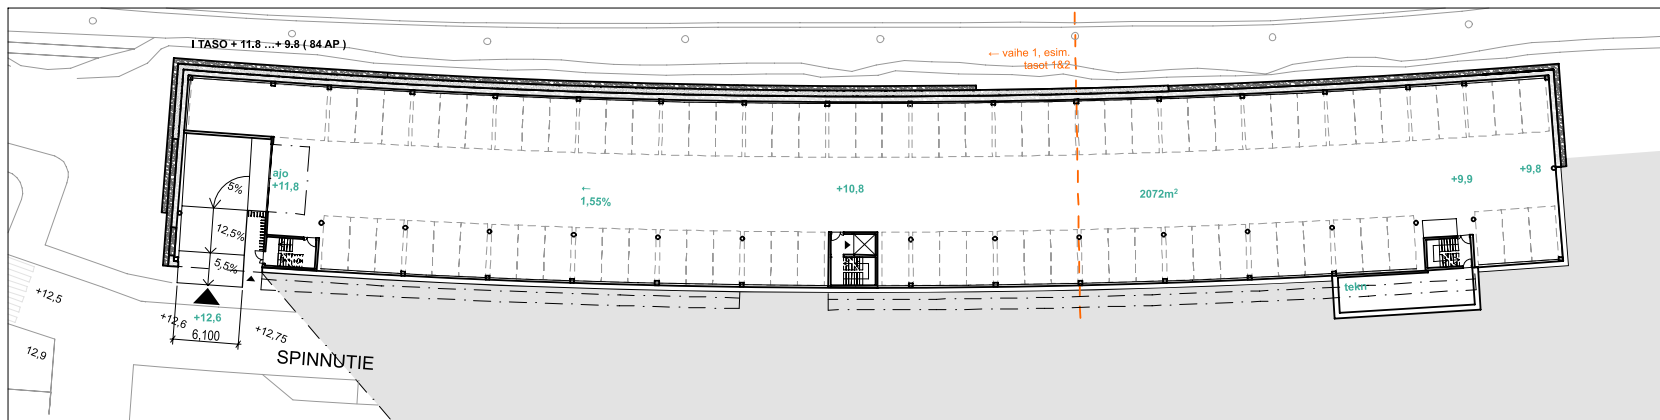 I TASO + 11.8 ...+ 9.8 ( 84 AP )
← vaihe 1, esim.
tasot 1&2
ajo
+11,8
5%
←
1,55%
+10,8
2072m²
+9,9
+9,8
12,5%
5,5%
tekn
+12,5
+12,6
+12,6
6,100
+12,75
12,9
SPINNUTIE